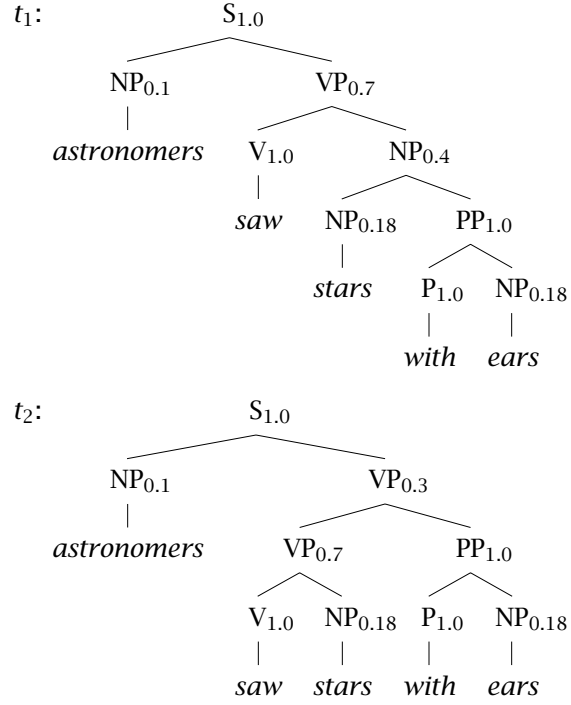 t₁: S₁.₀
NP₀.₁ VP₀.₇
astronomers V₁.₀ NP₀.₄
saw NP₀.₁₈ PP₁.₀
stars P₁.₀ NP₀.₁₈
with ears
t₂: S₁.₀
NP₀.₁ VP₀.₃
astronomers VP₀.₇ PP₁.₀
V₁.₀ NP₀.₁₈ P₁.₀ NP₀.₁₈
saw stars with ears